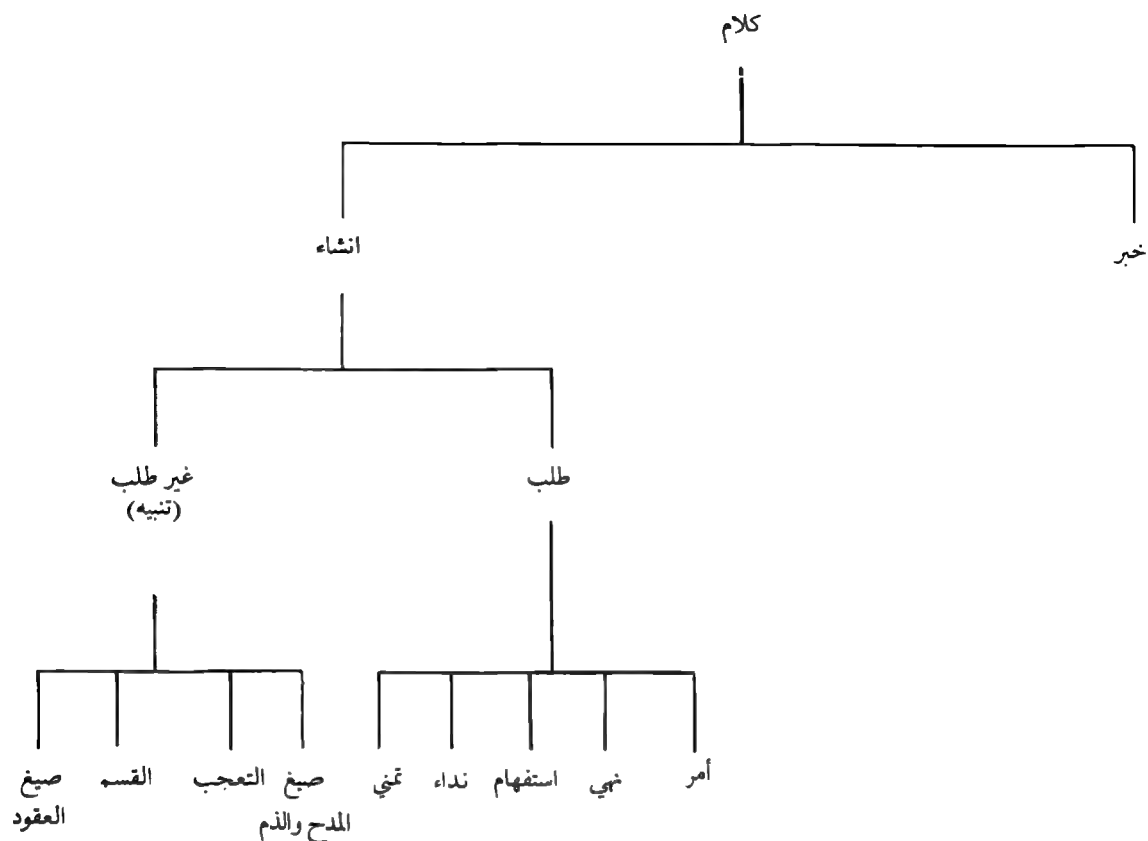 كلام
خبر
انشاء
طلب
غير طلب
(تنبيه)
أمر
نهي
استفهام
نداء
تمني
صيغ
المدح والذم
التعجب
القسم
صيغ
العقود